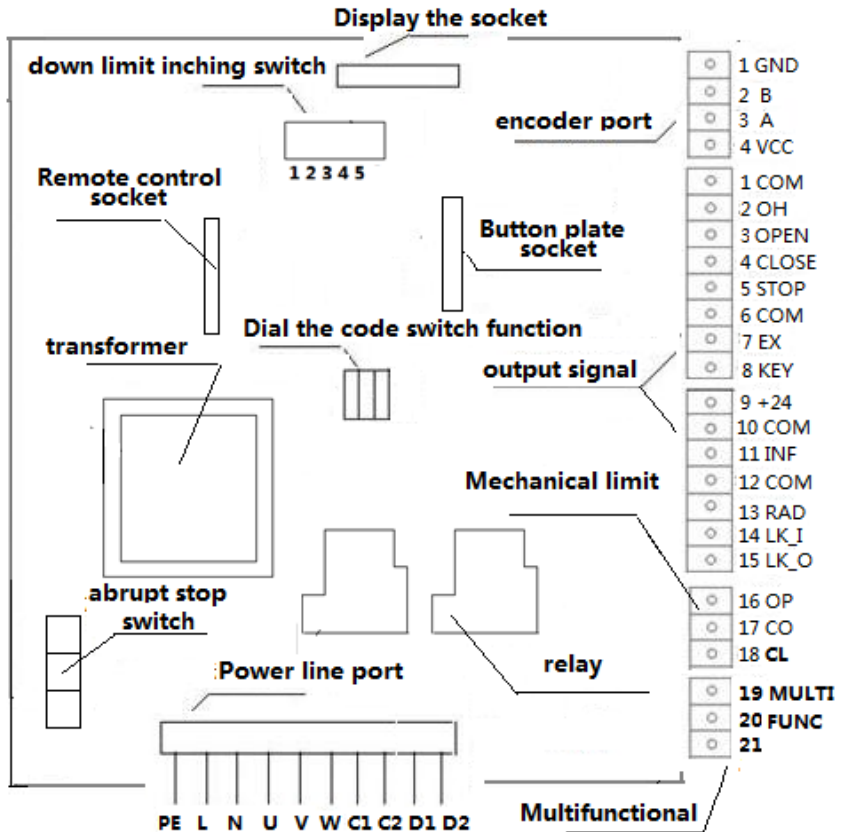 Display the socket
down limit inching switch
1 2 3 4 5
encoder port
1 GND
2 B
3 A
4 VCC
Remote control
socket
Button plate
socket
1 COM
2 OH
3 OPEN
4 CLOSE
5 STOP
6 COM
7 EX
8 KEY
transformer
Dial the code switch function
output signal
9 +24
10 COM
11 INF
12 COM
13 RAD
14 LK_I
15 LK_O
Mechanical limit
16 OP
17 CO
18 CL
abrupt stop
switch
Power line port
relay
19 MULTI
20 FUNC
21
PE L N U V W C1 C2 D1 D2
Multifunctional